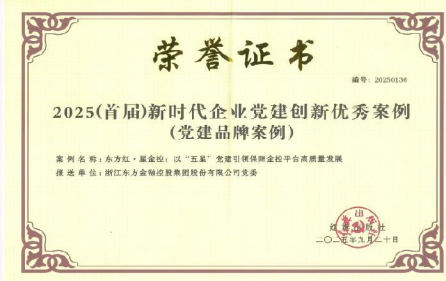 荣誉证书
编号：20250136
2025(首届)新时代企业党建创新优秀案例
(党建品牌案例)
案例名称：东方红·星金控：以“五星”党建引领保障金控平台高质量发展
报送单位：浙江东方金融控股集团股份有限公司党委
出版社
二〇二五年九月二十日